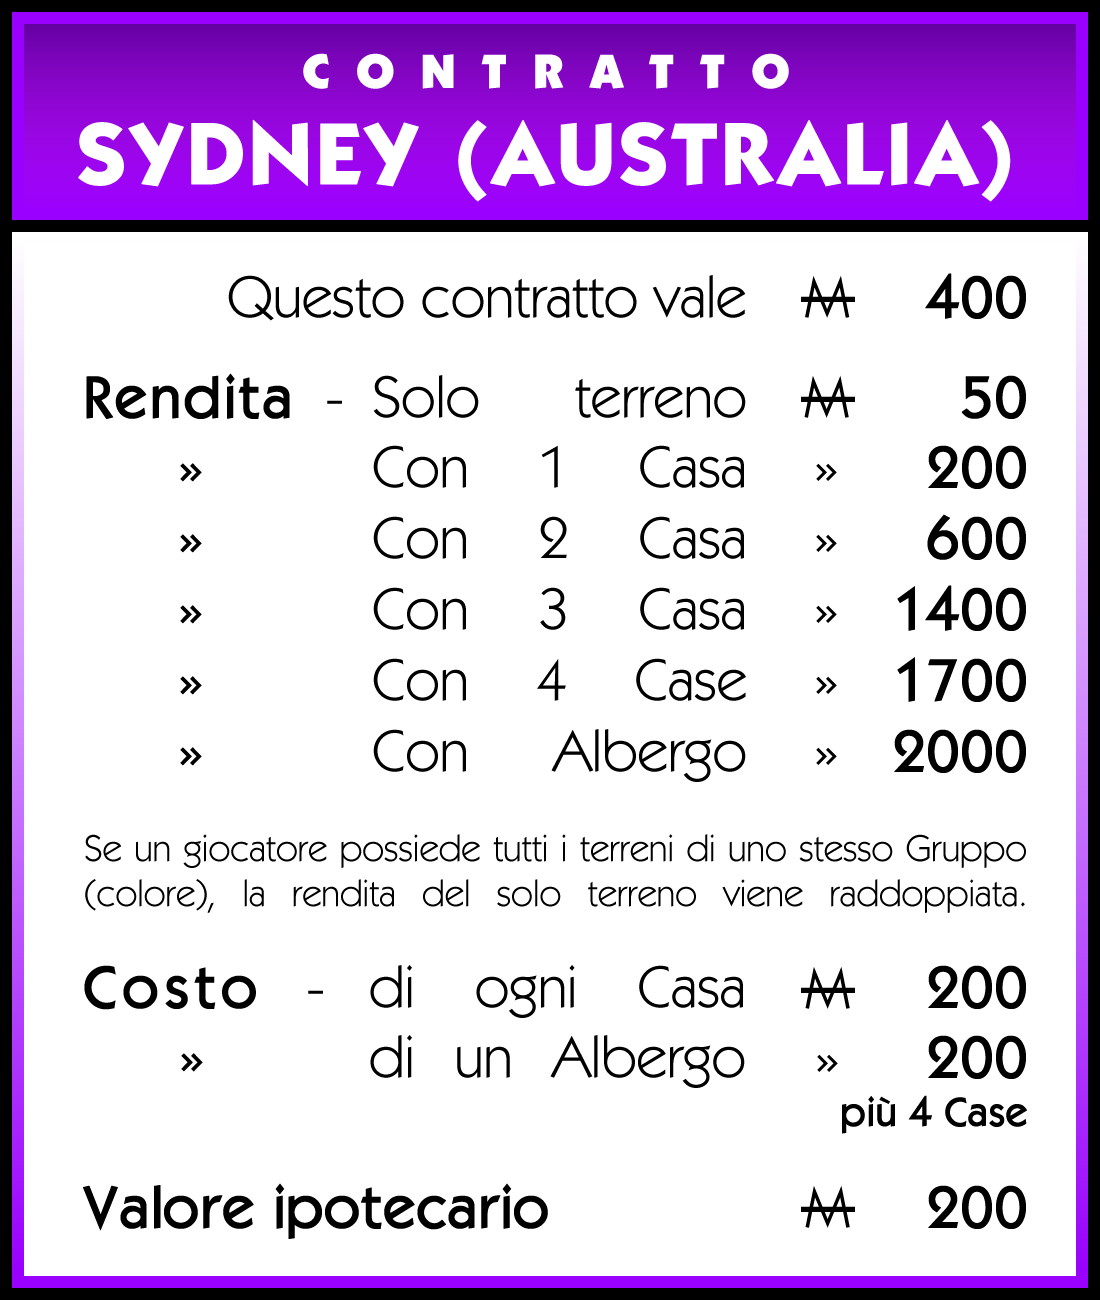 CONTRATTO
SYDNEY (AUSTRALIA)
Questo contratto vale M 400
Rendita - Solo terreno M 50
» Con 1 Casa » 200
» Con 2 Casa » 600
» Con 3 Casa » 1400
» Con 4 Case » 1700
» Con Albergo » 2000
Se un giocatore possiede tutti i terreni di uno stesso Gruppo
(colore), la rendita del solo terreno viene raddoppiata.
Costo - di ogni Casa M 200
» di un Albergo » 200
più 4 Case
Valore ipotecario M 200